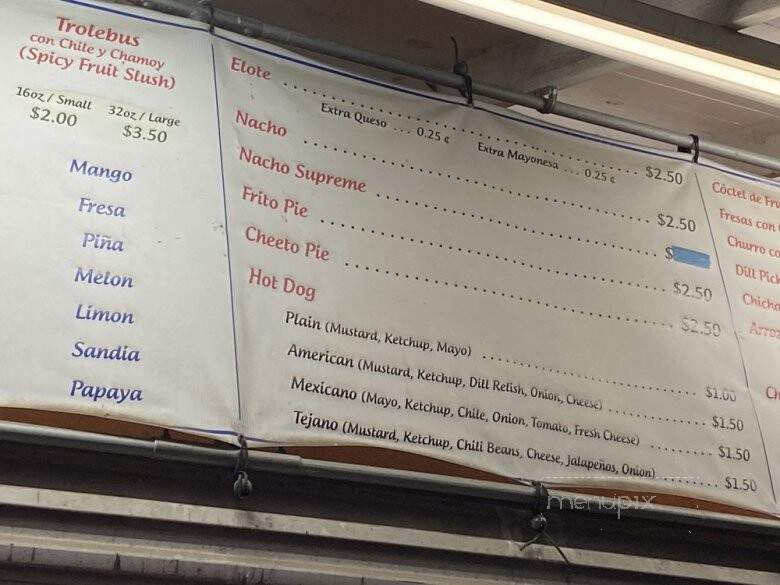 Trolebus
con Chile y Chamoy
(Spicy Fruit Slush)
16oz / Small 32oz / Large
$2.00 $3.50
Mango
Fresa
Piña
Melon
Limon
Sandia
Papaya
Elote ........ $2.50
Extra Queso ... 0.25 ¢ Extra Mayonesa ... 0.25 ¢
Nacho ........ $2.50
Nacho Supreme ........ $
Frito Pie ........ $2.50
Cheeto Pie ........ $2.50
Hot Dog
Plain (Mustard, Ketchup, Mayo) ........ $1.00
American (Mustard, Ketchup, Dill Relish, Onion, Cheese) ........ $1.50
Mexicano (Mayo, Ketchup, Chile, Onion, Tomato, Fresh Cheese) ........ $1.50
Tejano (Mustard, Ketchup, Chili Beans, Cheese, Jalapeños, Onion) ........ $1.50
Cóctel de Fru
Fresas con
Churro co
Dill Pick
Chicha
Arroz
Ch
menupix